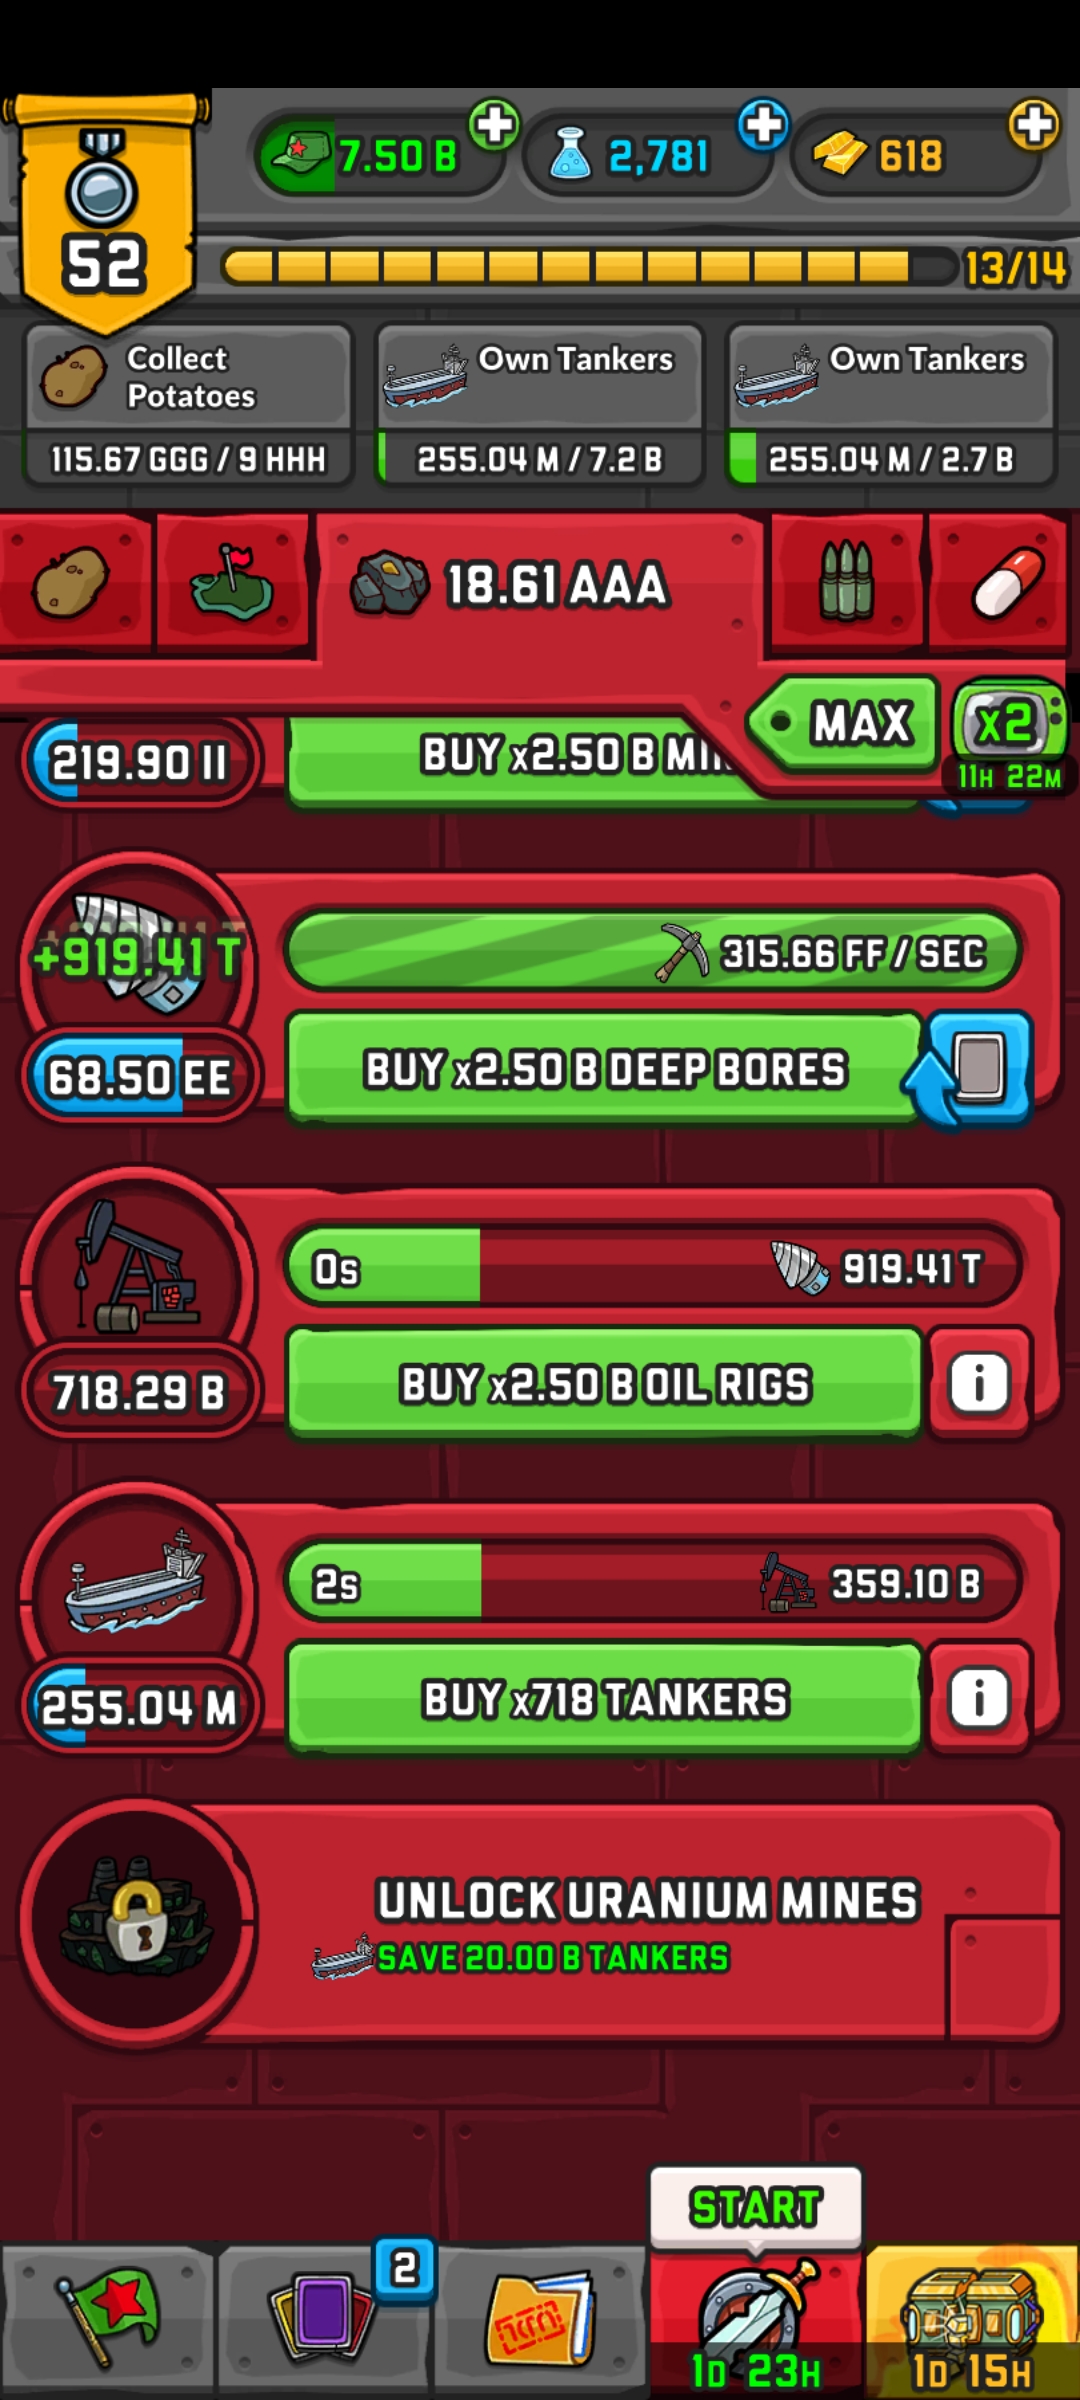 7.50 B
2,781
618
52
13/14
Collect
Potatoes
115.67 GGG / 9 HHH
Own Tankers
255.04 M / 7.2 B
Own Tankers
255.04 M / 2.7 B
18.61 AAA
MAX
x2
11H 22M
219.90 II
BUY x2.50 B
+919.41 T
315.66 FF / SEC
68.50 EE
BUY x2.50 B DEEP BORES
0s
919.41 T
718.29 B
BUY x2.50 B OIL RIGS
i
2s
359.10 B
255.04 M
BUY x718 TANKERS
i
UNLOCK URANIUM MINES
SAVE 20.00 B TANKERS
START
2
1D 23H
1D 15H